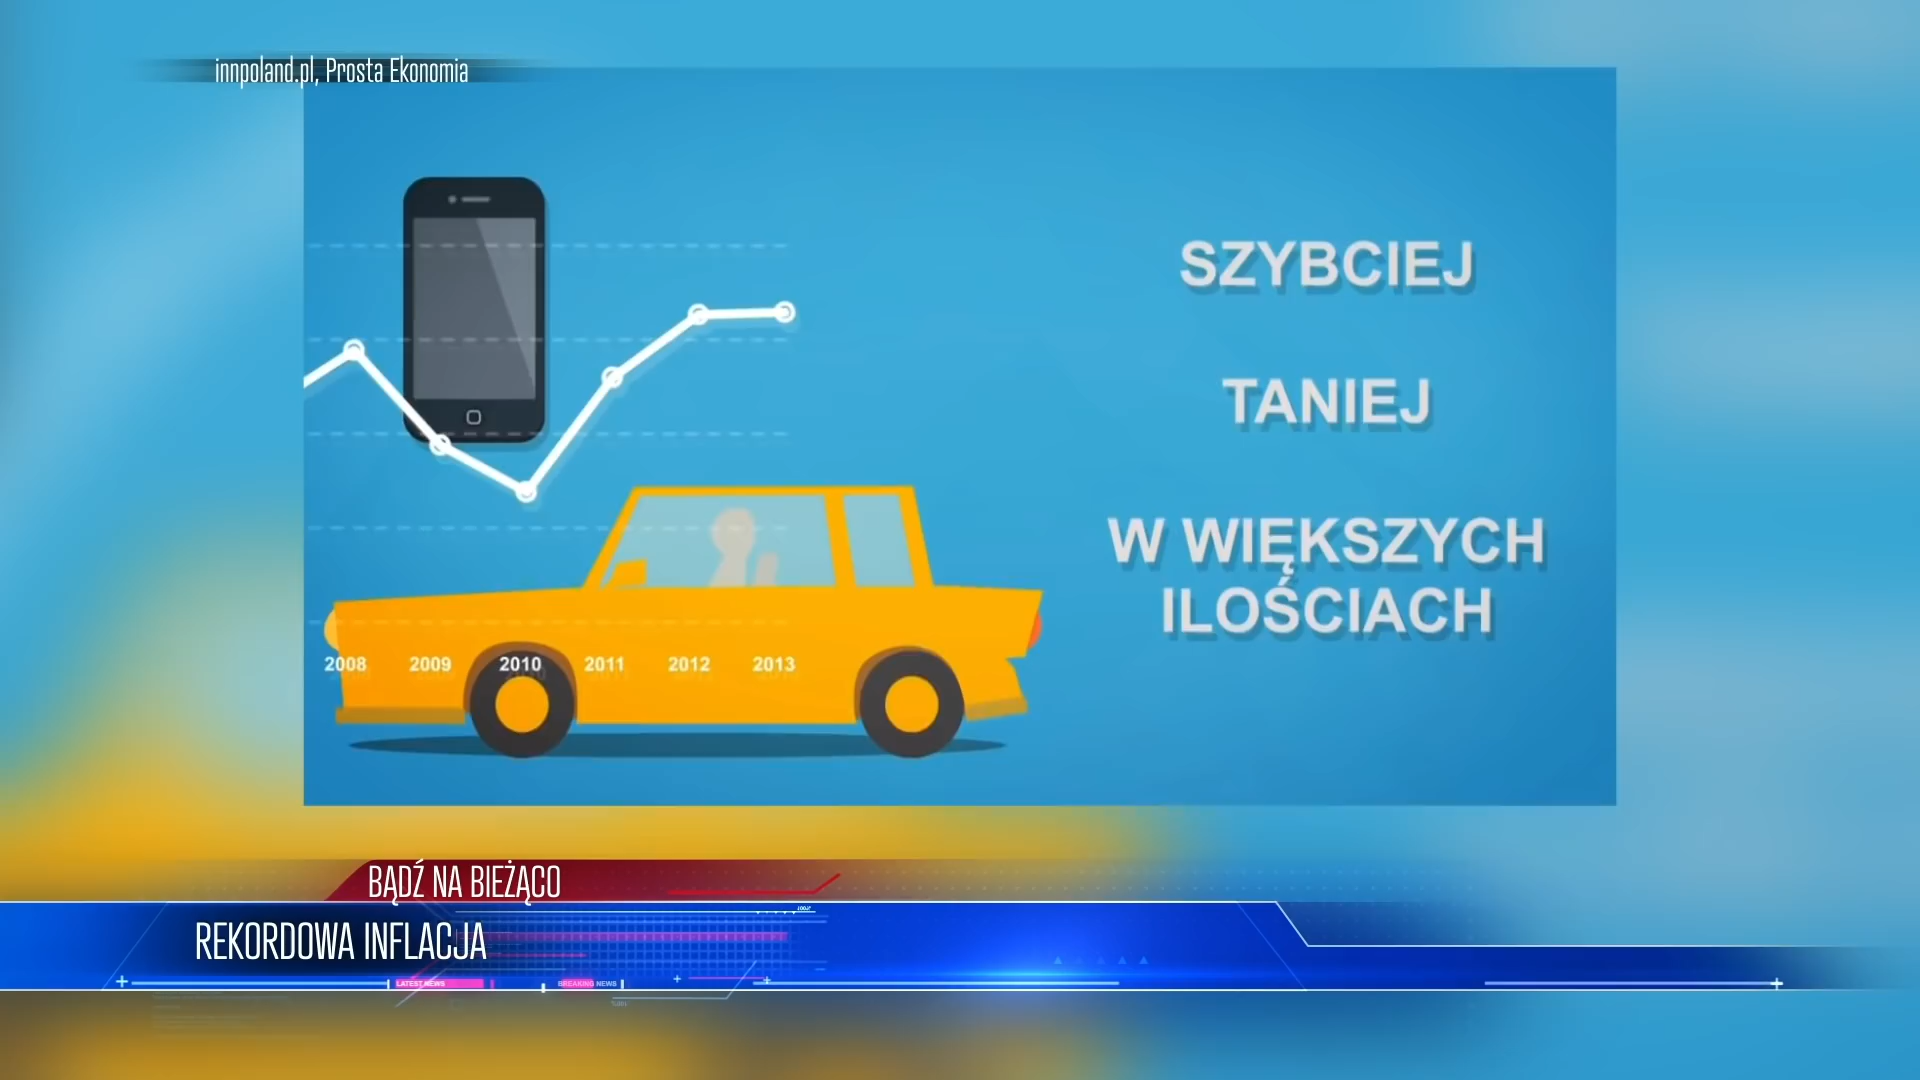 innpoland.pl, Prosta Ekonomia
SZYBCIEJ
TANIEJ
W WIĘKSZYCH
ILOŚCIACH
2008 2009 2010 2011 2012 2013
BĄDŹ NA BIEŻĄCO
REKORDOWA INFLACJA
LATEST NEWS
BREAKING NEWS